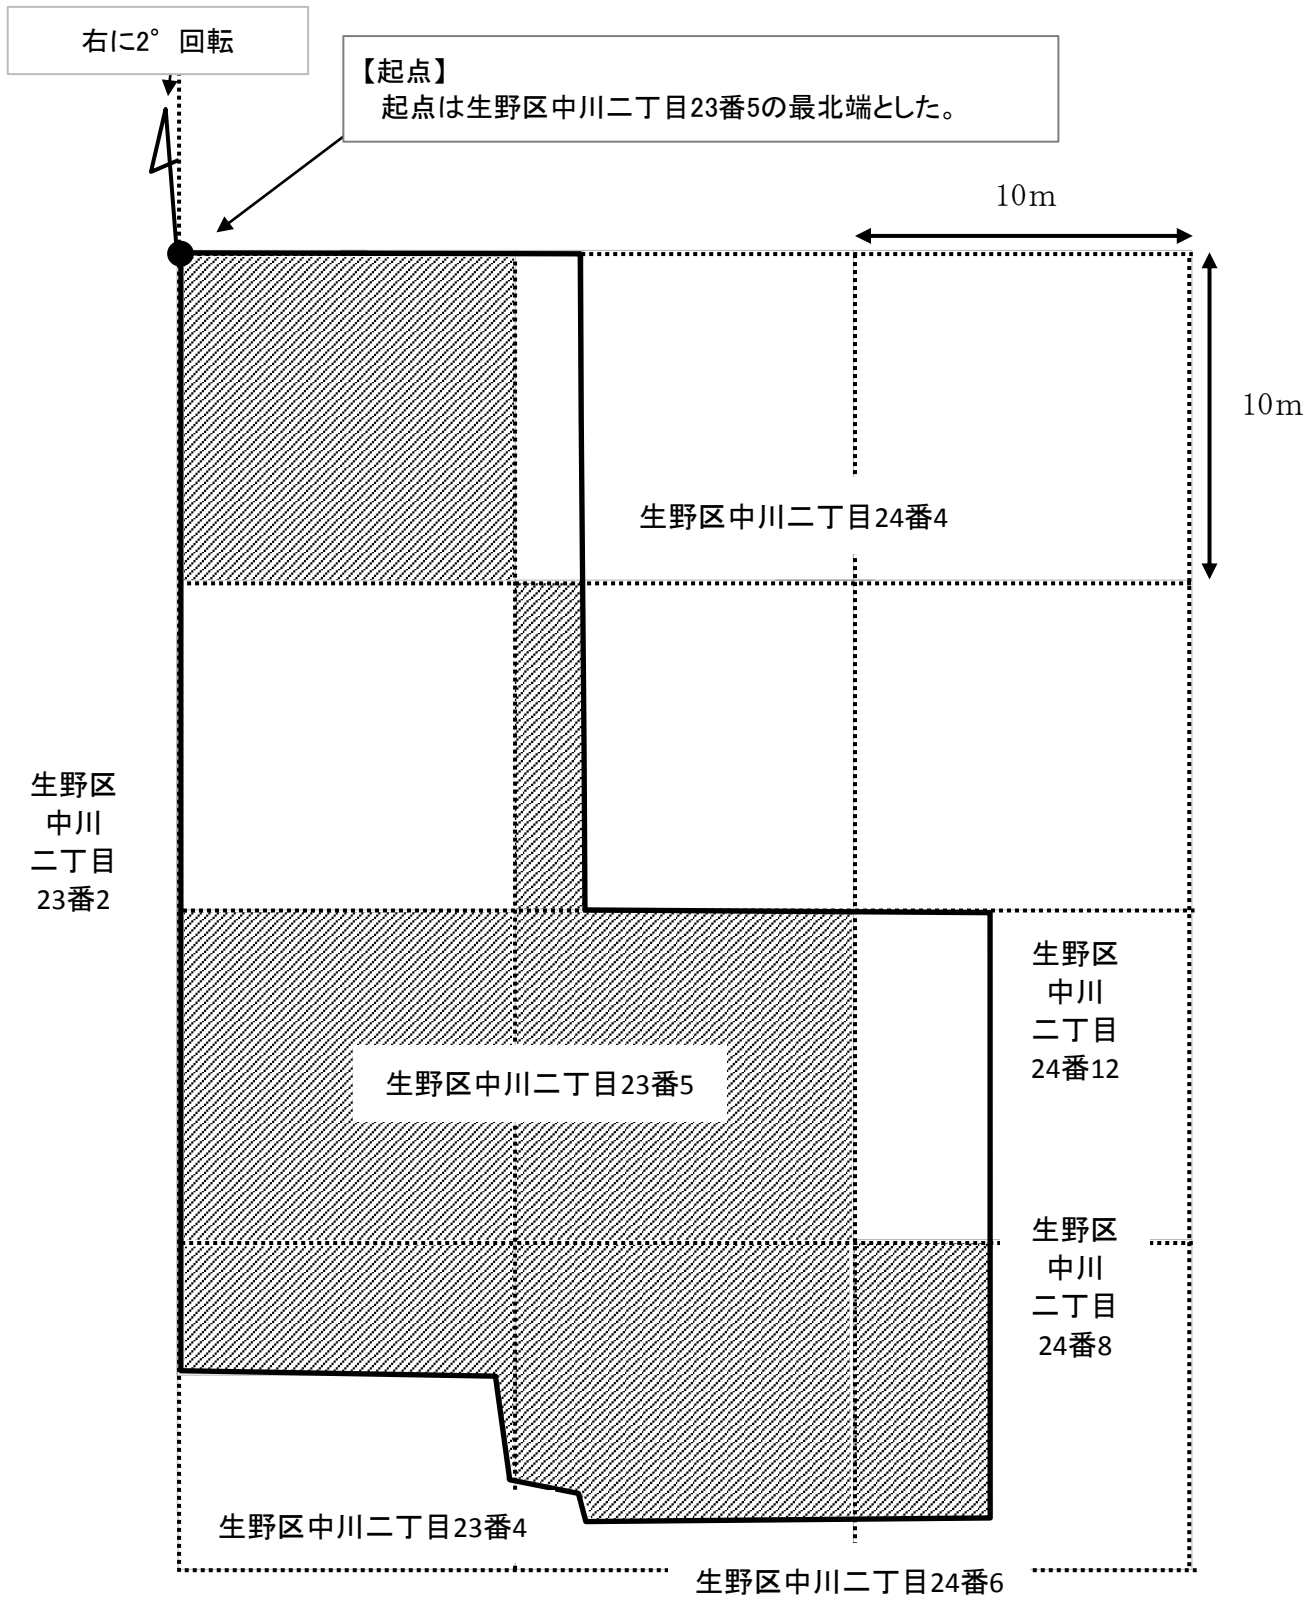 右に2°回転
【起点】
起点は生野区中川二丁目23番5の最北端とした。
10m
10m
生野区中川二丁目24番4
生野区
中川
二丁目
23番2
生野区
中川
二丁目
24番12
生野区中川二丁目23番5
生野区
中川
二丁目
24番8
生野区中川二丁目23番4
生野区中川二丁目24番6